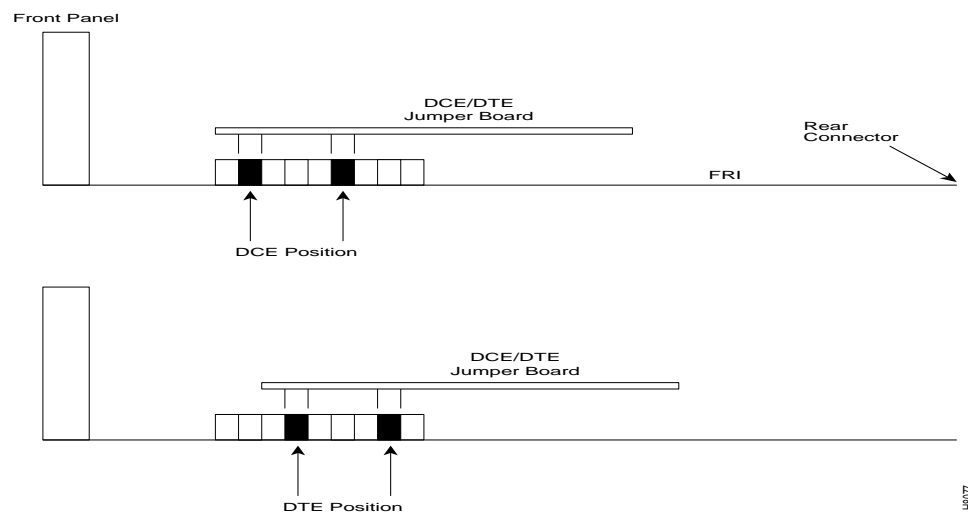 Front Panel
DCE/DTE
Jumper Board
Rear
Connector
FRI
DCE Position
DCE/DTE
Jumper Board
DTE Position
H8077